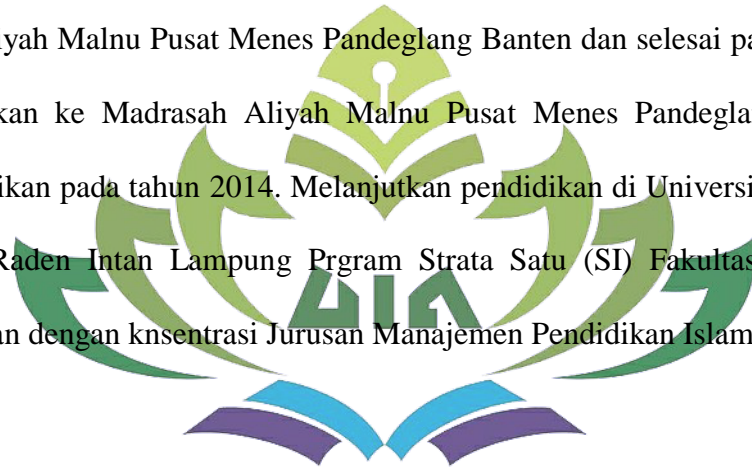 iyah Malnu Pusat Menes Pandeglang Banten dan selesai pa
kan ke Madrasah Aliyah Malnu Pusat Menes Pandegla
ikan pada tahun 2014. Melanjutkan pendidikan di Universi
Raden Intan Lampung Prgram Strata Satu (SI) Fakultas
an dengan knsentrasi Jurusan Manajemen Pendidikan Islam
UIN